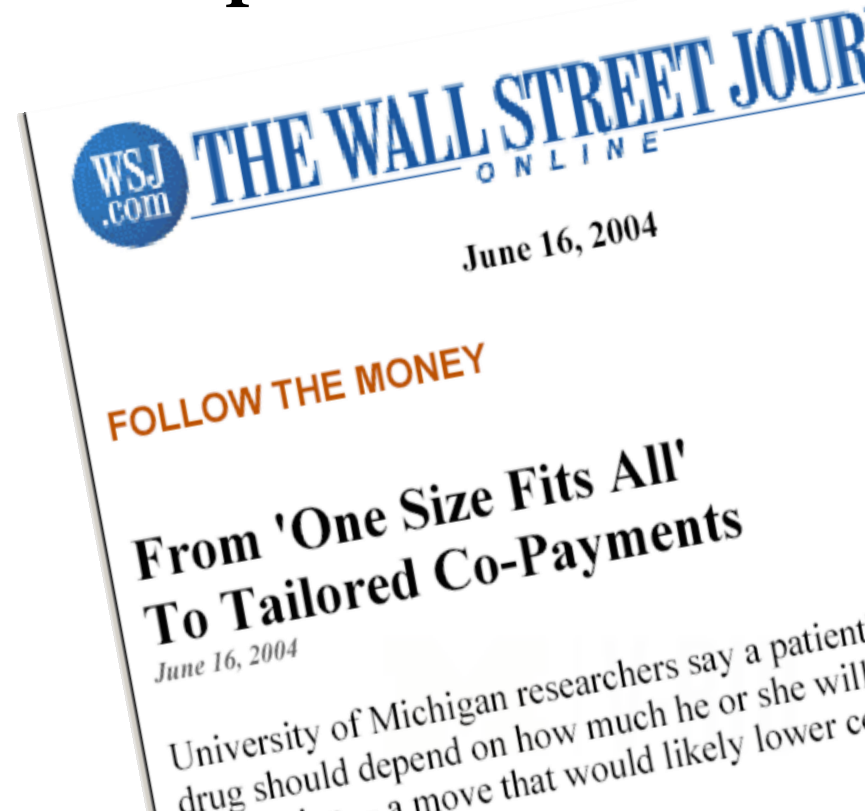 WSJ
.com
THE WALL STREET JOUR
ONLINE
June 16, 2004
FOLLOW THE MONEY
From 'One Size Fits All'
To Tailored Co-Payments
June 16, 2004
University of Michigan researchers say a patient
drug should depend on how much he or she will
a move that would likely lower